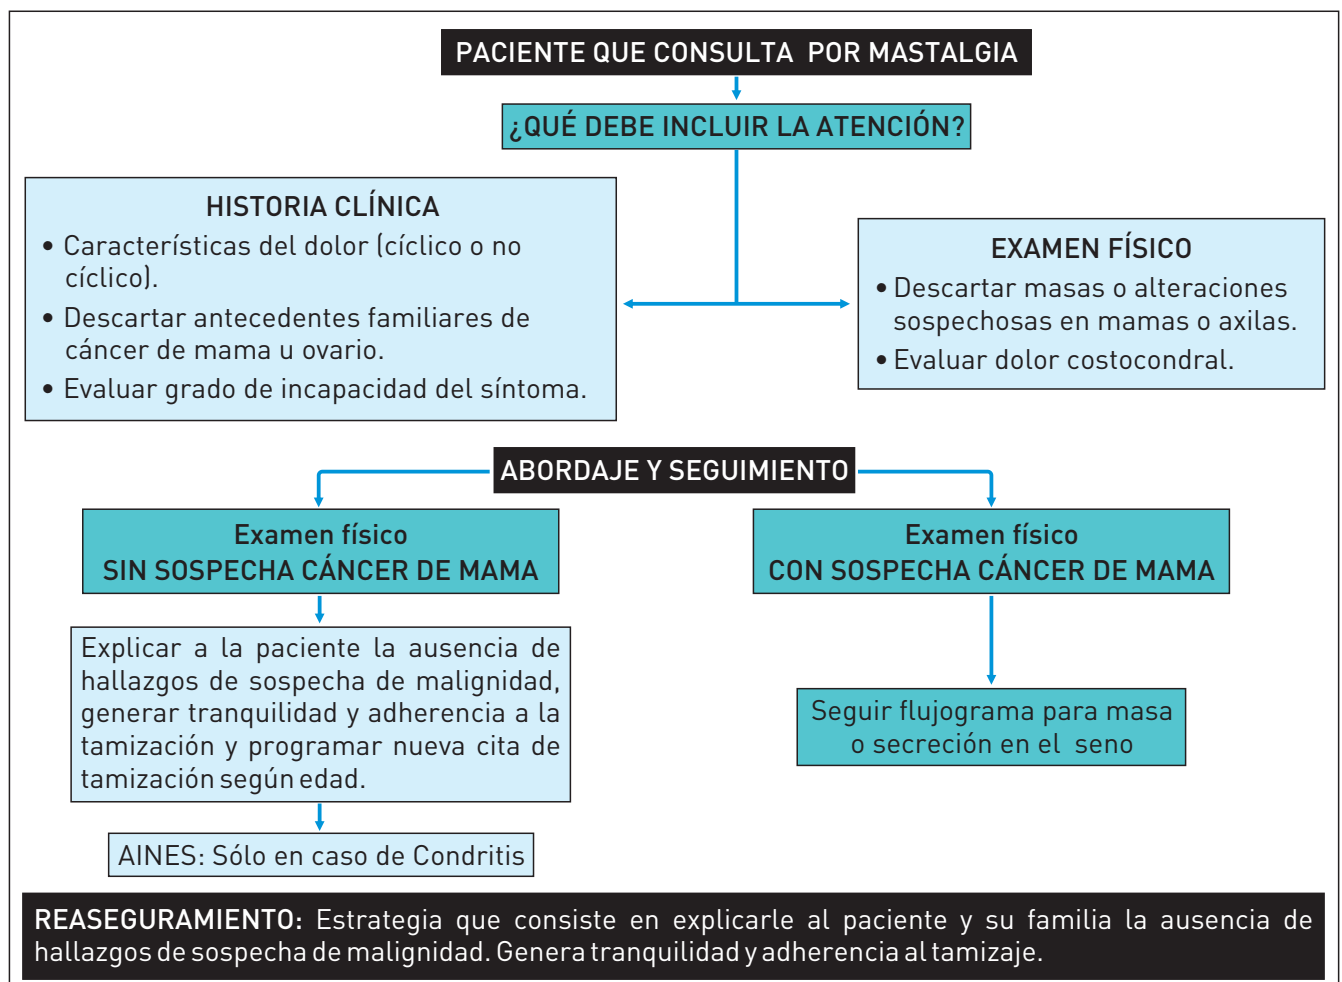 PACIENTE QUE CONSULTA POR MASTALGIA
¿QUÉ DEBE INCLUIR LA ATENCIÓN?
HISTORIA CLÍNICA
• Características del dolor (cíclico o no
cíclico).
• Descartar antecedentes familiares de
cáncer de mama u ovario.
• Evaluar grado de incapacidad del síntoma.
EXAMEN FÍSICO
• Descartar masas o alteraciones
sospechosas en mamas o axilas.
• Evaluar dolor costocondral.
ABORDAJE Y SEGUIMIENTO
Examen físico
SIN SOSPECHA CÁNCER DE MAMA
Explicar a la paciente la ausencia de
hallazgos de sospecha de malignidad,
generar tranquilidad y adherencia a la
tamización y programar nueva cita de
tamización según edad.
AINES: Sólo en caso de Condritis
Examen físico
CON SOSPECHA CÁNCER DE MAMA
Seguir flujograma para masa
o secreción en el seno
REASEGURAMIENTO: Estrategia que consiste en explicarle al paciente y su familia la ausencia de
hallazgos de sospecha de malignidad. Genera tranquilidad y adherencia al tamizaje.